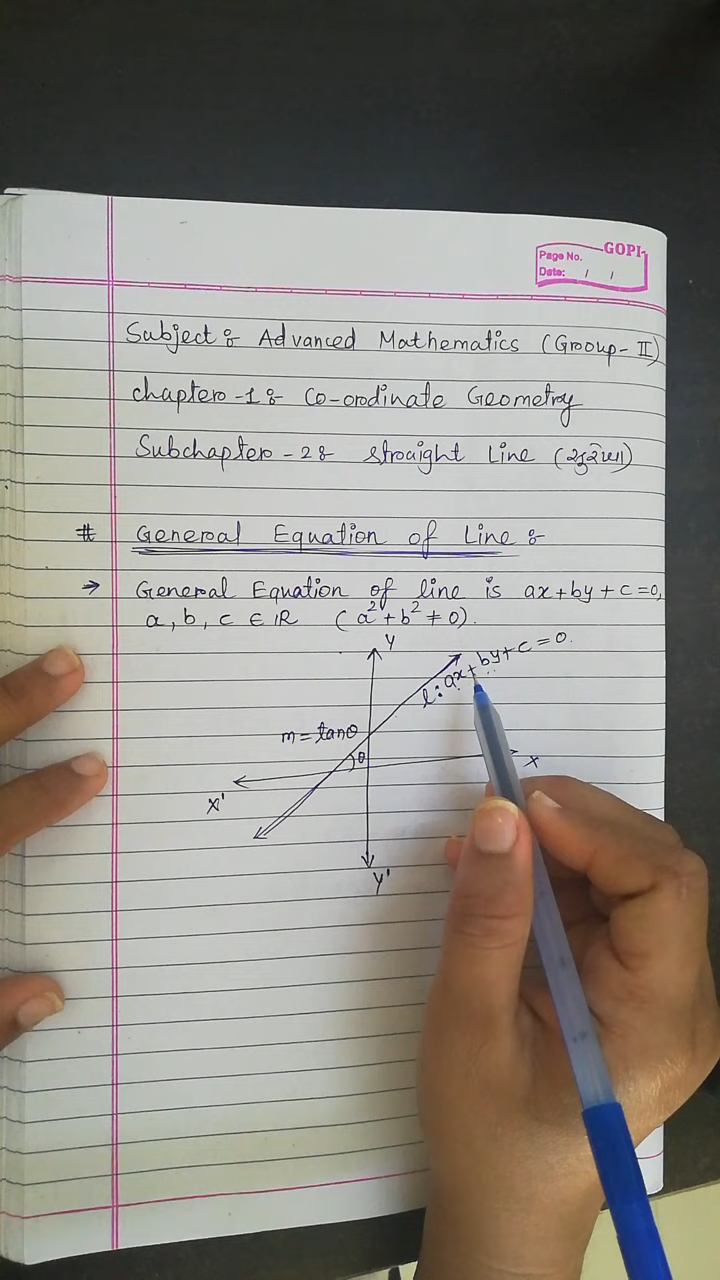 GOPI
Page No.
Date: / /
Subject : Advanced Mathematics (Group-II)
chapter-1 : Co-ordinate Geometry
Subchapter-2 : Straight Line (સુરેખા)
# General Equation of Line :
→ General Equation of line is ax+by+c=0,
a, b, c ∈ R (a²+b² ≠ 0).
Y
l: ax+by+c=0.
m = tanθ
θ
X
X'
Y'